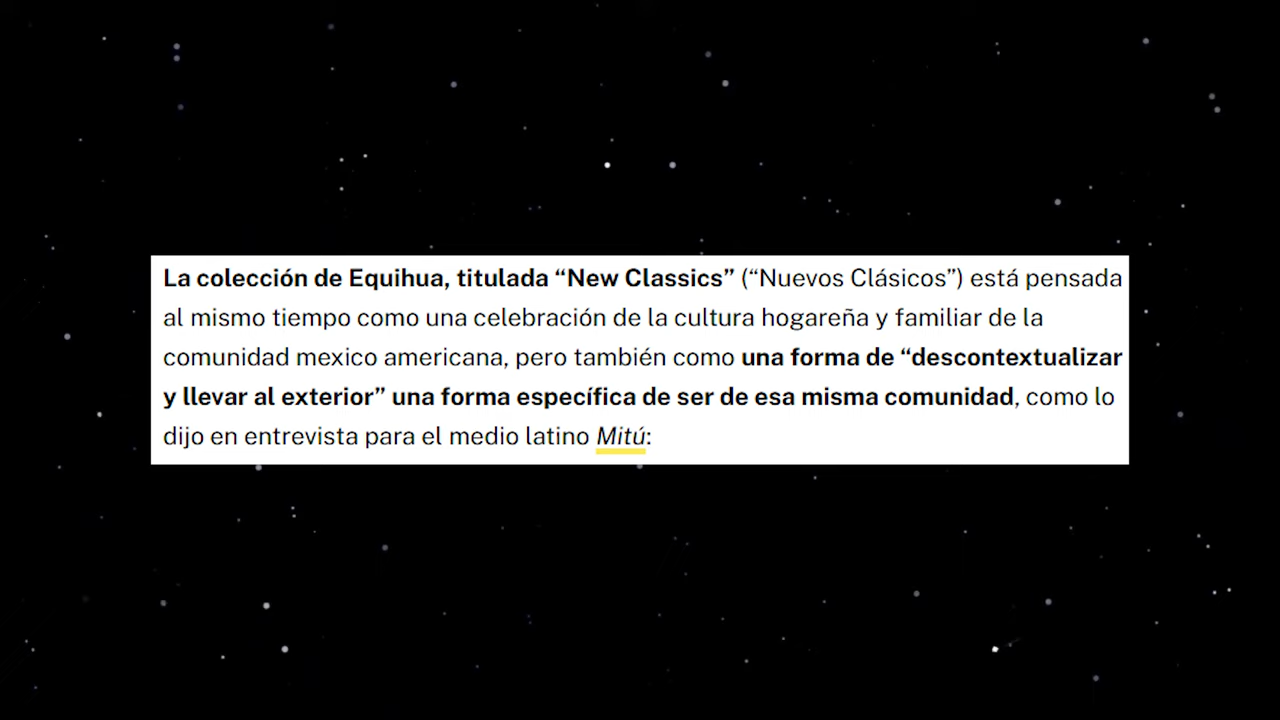 La colección de Equihua, titulada “New Classics” (“Nuevos Clásicos”) está pensada
al mismo tiempo como una celebración de la cultura hogareña y familiar de la
comunidad mexico americana, pero también como una forma de “descontextualizar
y llevar al exterior” una forma específica de ser de esa misma comunidad, como lo
dijo en entrevista para el medio latino Mitú: